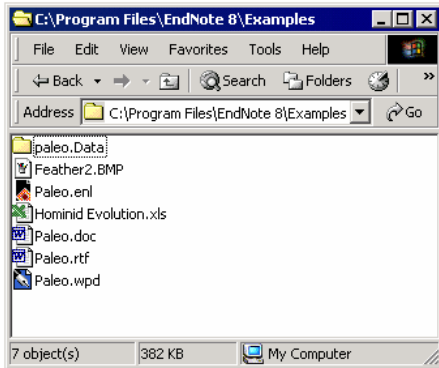 C:\Program Files\EndNote 8\Examples
File Edit View Favorites Tools Help
Back Search Folders »
Address C:\Program Files\EndNote 8\Examples Go
paleo.Data
Feather2.BMP
Paleo.enl
Hominid Evolution.xls
Paleo.doc
Paleo.rtf
Paleo.wpd
7 object(s) 382 KB My Computer